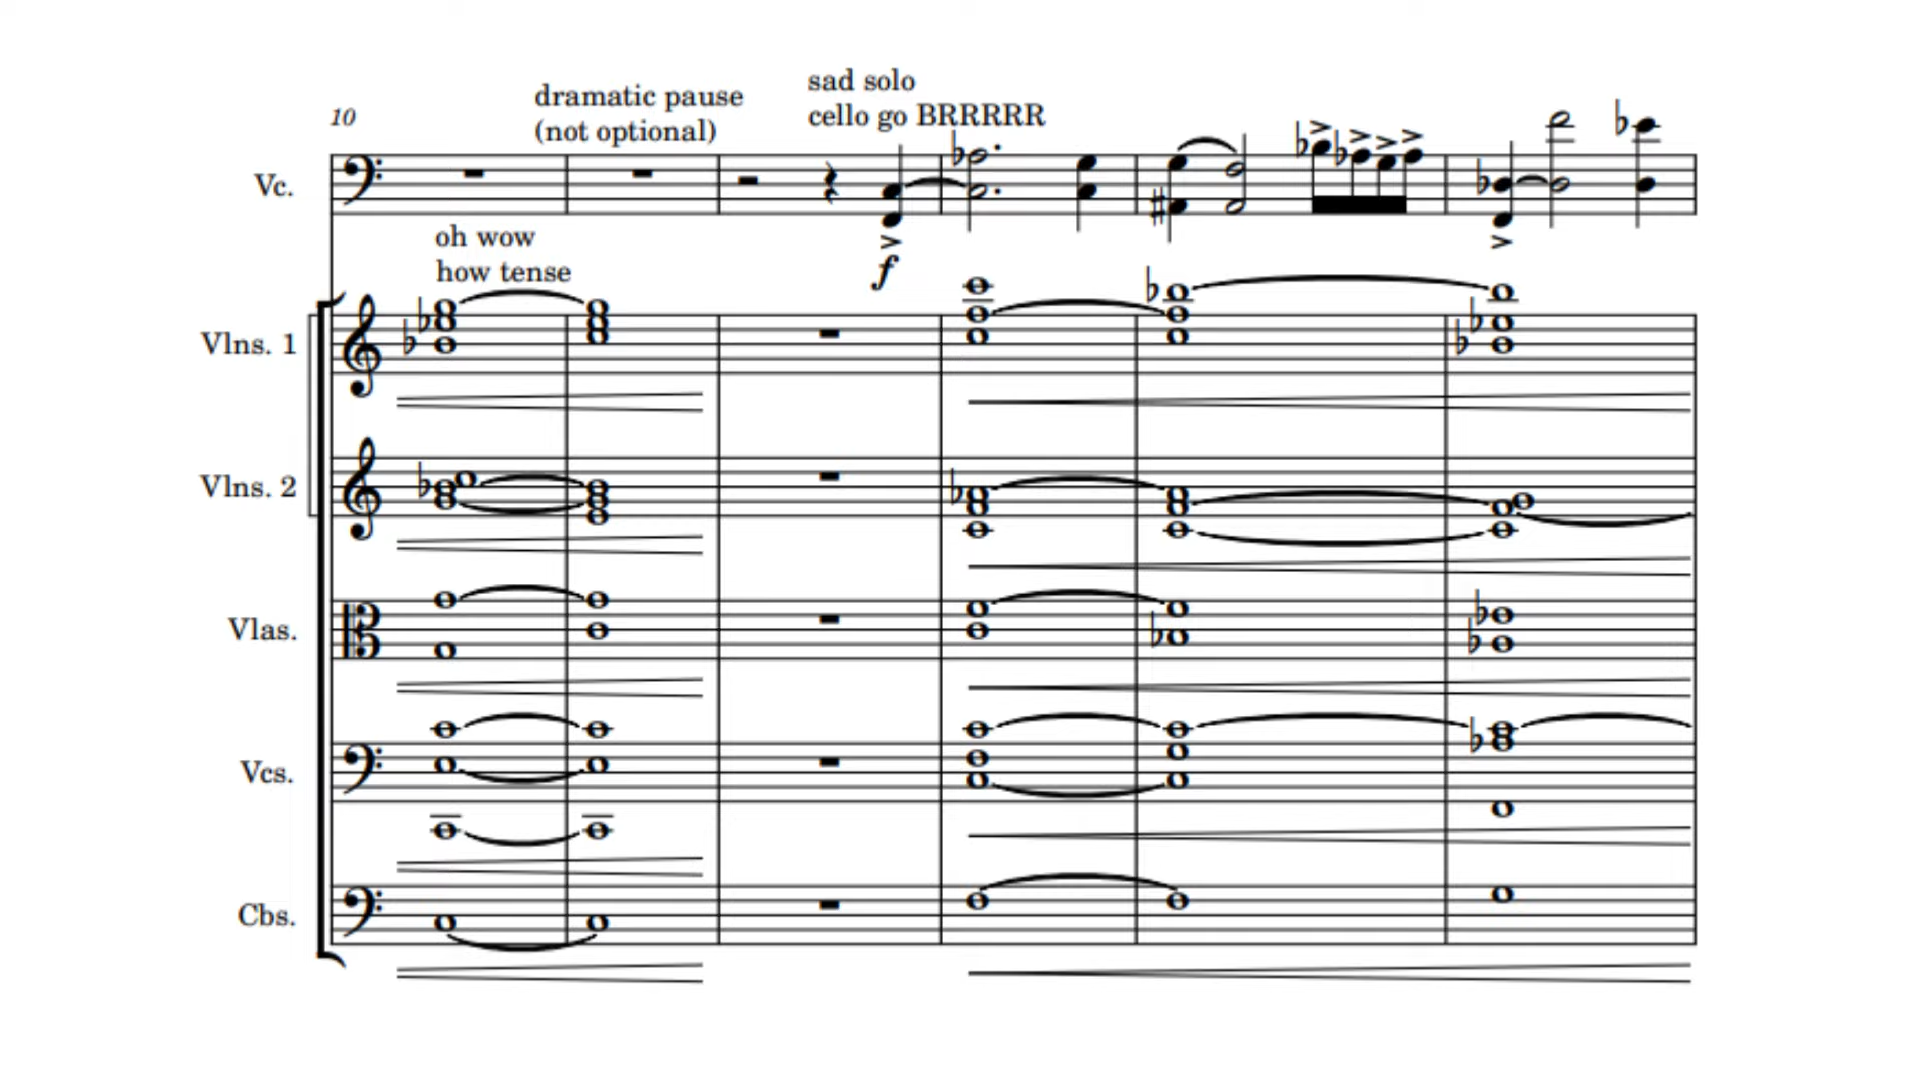 sad solo
dramatic pause
cello go BRRRRR
10
(not optional)
Vc.
oh wow
how tense
f
Vlns. 1
Vlns. 2
Vlas.
Vcs.
Cbs.